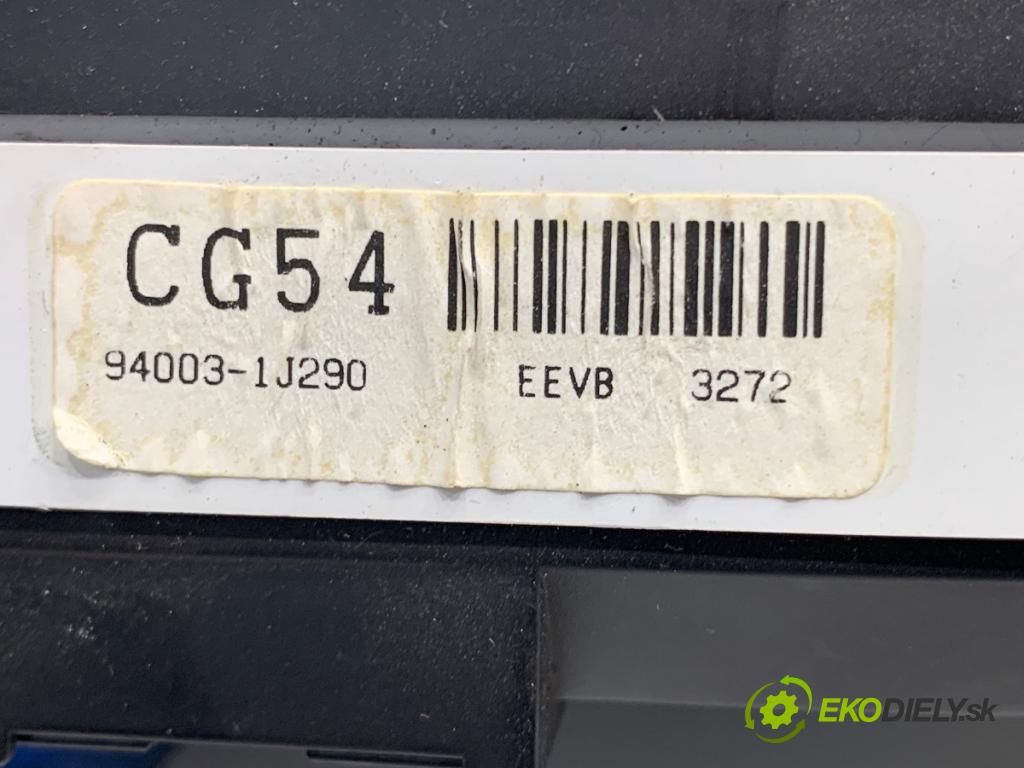 CG54
94003-1J290 EEVB 3272
EKODIELY.sk